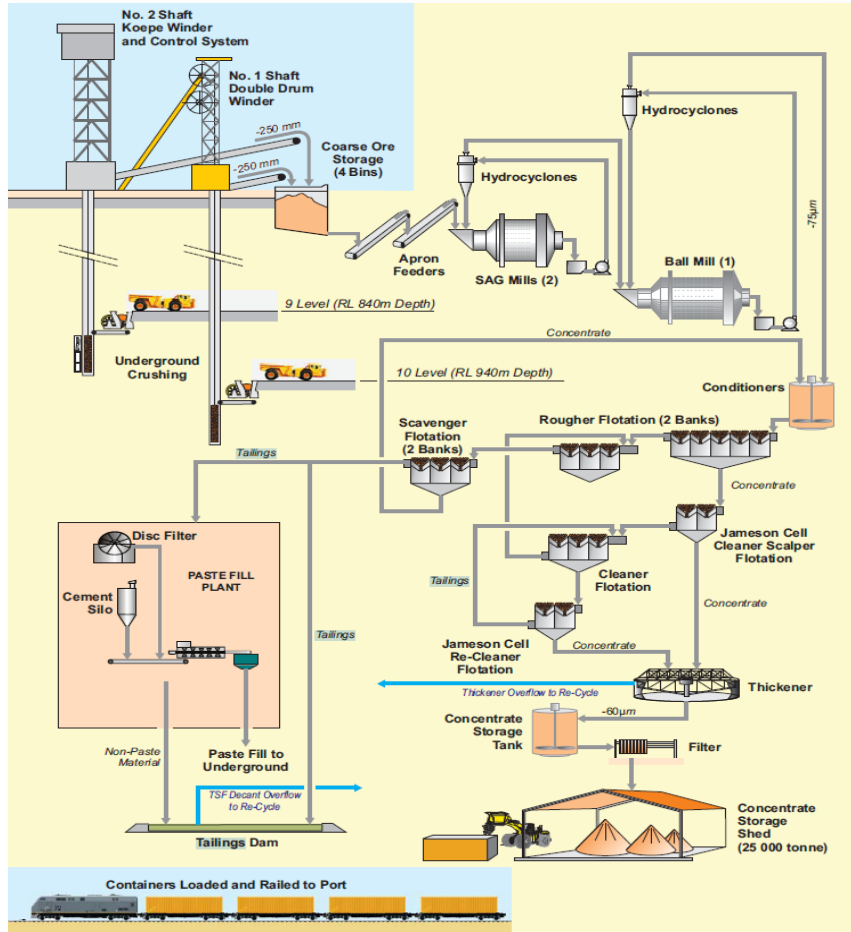 No. 2 Shaft
Koepe Winder
and Control System
No. 1 Shaft
Double Drum
Winder
-250 mm
-250 mm
Coarse Ore
Storage
(4 Bins)
Hydrocyclones
Hydrocyclones
-75µm
Apron
Feeders
SAG Mills (2)
Ball Mill (1)
9 Level (RL 840m Depth)
Underground
Crushing
10 Level (RL 940m Depth)
Concentrate
Conditioners
Scavenger
Flotation
(2 Banks)
Rougher Flotation (2 Banks)
Tailings
Concentrate
Disc Filter
PASTE FILL
PLANT
Cement
Silo
Jameson Cell
Cleaner Scalper
Flotation
Cleaner
Flotation
Tailings
Concentrate
Tailings
Jameson Cell
Re-Cleaner
Flotation
Concentrate
Thickener Overflow to Re-Cycle
Thickener
-60µm
Concentrate
Storage
Tank
Filter
Non-Paste
Material
Paste Fill to
Underground
TSF Decant Overflow
to Re-Cycle
Tailings Dam
Concentrate
Storage
Shed
(25 000 tonne)
Containers Loaded and Railed to Port